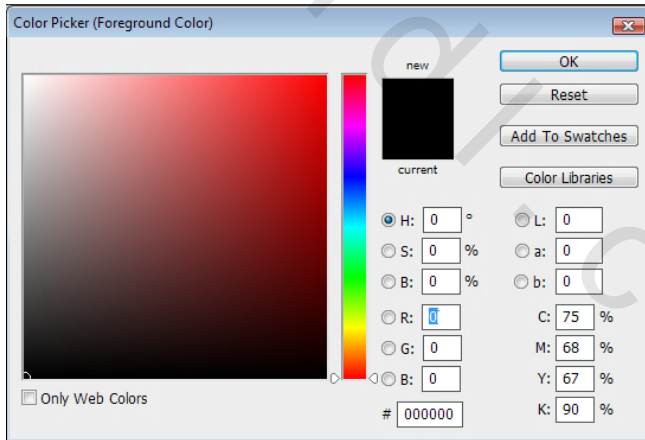 Color Picker (Foreground Color)
new
current
OK
Reset
Add To Swatches
Color Libraries
H: 0 °
S: 0 %
B: 0 %
R: 0
G: 0
B: 0
# 000000
L: 0
a: 0
b: 0
C: 75 %
M: 68 %
Y: 67 %
K: 90 %
Only Web Colors